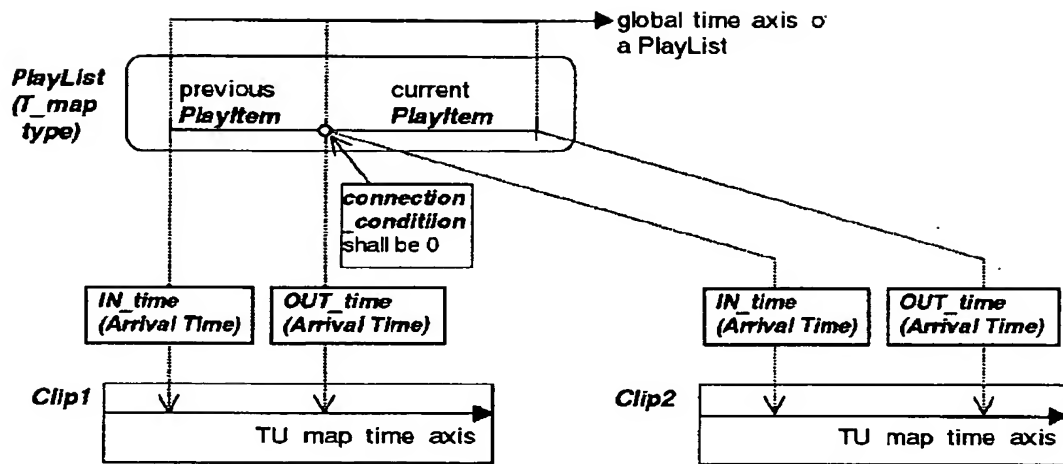 global time axis o
a PlayList
PlayList
(T_map
type)
previous
PlayItem
current
PlayItem
connection
_conditiion
shall be 0
IN_time
(Arrival Time)
OUT_time
(Arrival Time)
IN_time
(Arrival Time)
OUT_time
(Arrival Time)
Clip1
TU map time axis
Clip2
TU map time axis